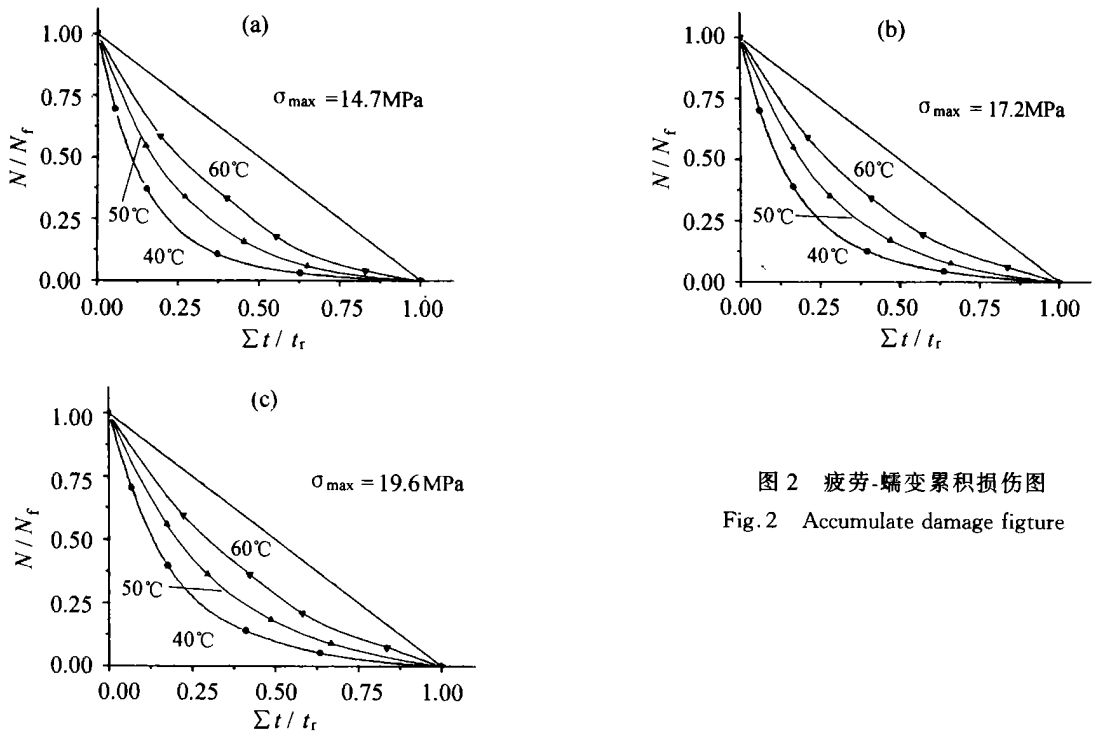 (a)
1.00
0.75
0.50
0.25
0.00
N/Nf
σmax =14.7MPa
60℃
50℃
40℃
0.00 0.25 0.50 0.75 1.00
Σt/tr
(b)
1.00
0.75
0.50
0.25
0.00
N/Nf
σmax =17.2MPa
60℃
50℃
40℃
0.00 0.25 0.50 0.75 1.00
Σt/tr
(c)
1.00
0.75
0.50
0.25
0.00
N/Nf
σmax =19.6MPa
60℃
50℃
40℃
0.00 0.25 0.50 0.75 1.00
Σt/tr
图 2 疲劳-蠕变累积损伤图
Fig.2 Accumulate damage figture